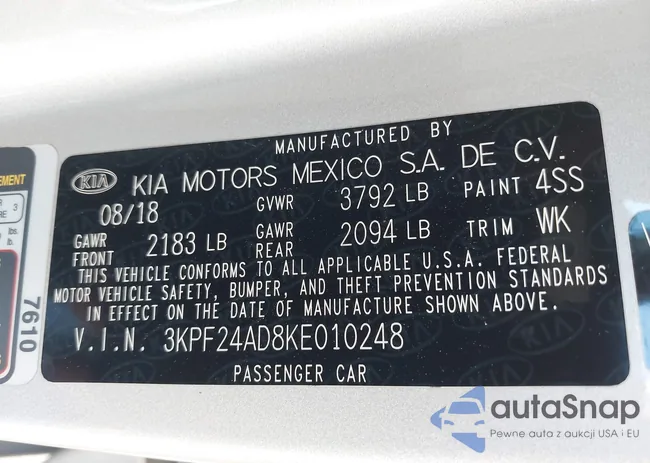 MANUFACTURED BY
KIA KIA MOTORS MEXICO S.A. DE C.V.
08/18 GVWR 3792 LB PAINT 4SS
GAWR FRONT 2183 LB GAWR REAR 2094 LB TRIM WK
THIS VEHICLE CONFORMS TO ALL APPLICABLE U.S.A. FEDERAL
MOTOR VEHICLE SAFETY, BUMPER, AND THEFT PREVENTION STANDARDS
IN EFFECT ON THE DATE OF MANUFACTURE SHOWN ABOVE.
V.I.N. 3KPF24AD8KE010248
PASSENGER CAR
7610
3
autaSnap
Pewne auta z aukcji USA i EU